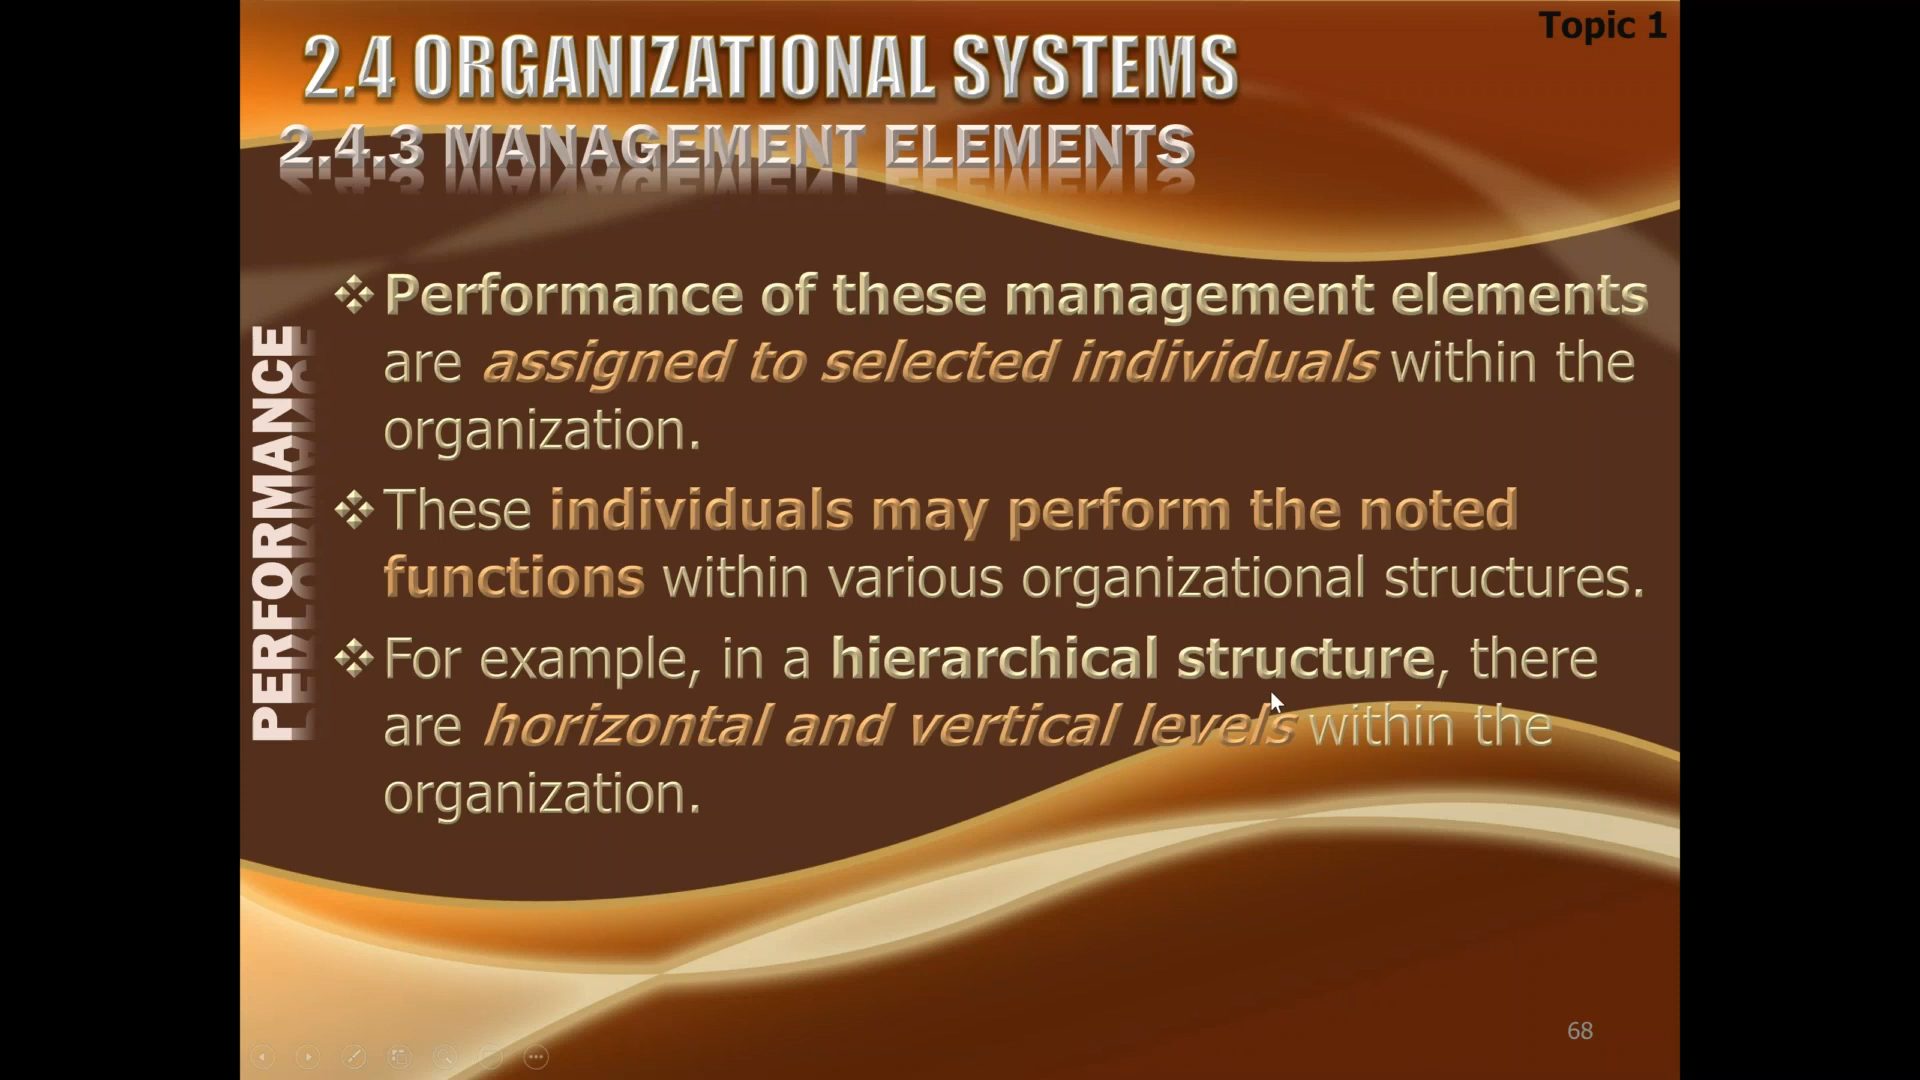 Topic 1
2.4 ORGANIZATIONAL SYSTEMS
2.4.3 MANAGEMENT ELEMENTS
PERFORMANCE
❖Performance of these management elements
are assigned to selected individuals within the
organization.
❖These individuals may perform the noted
functions within various organizational structures.
❖For example, in a hierarchical structure, there
are horizontal and vertical levels within the
organization.
68